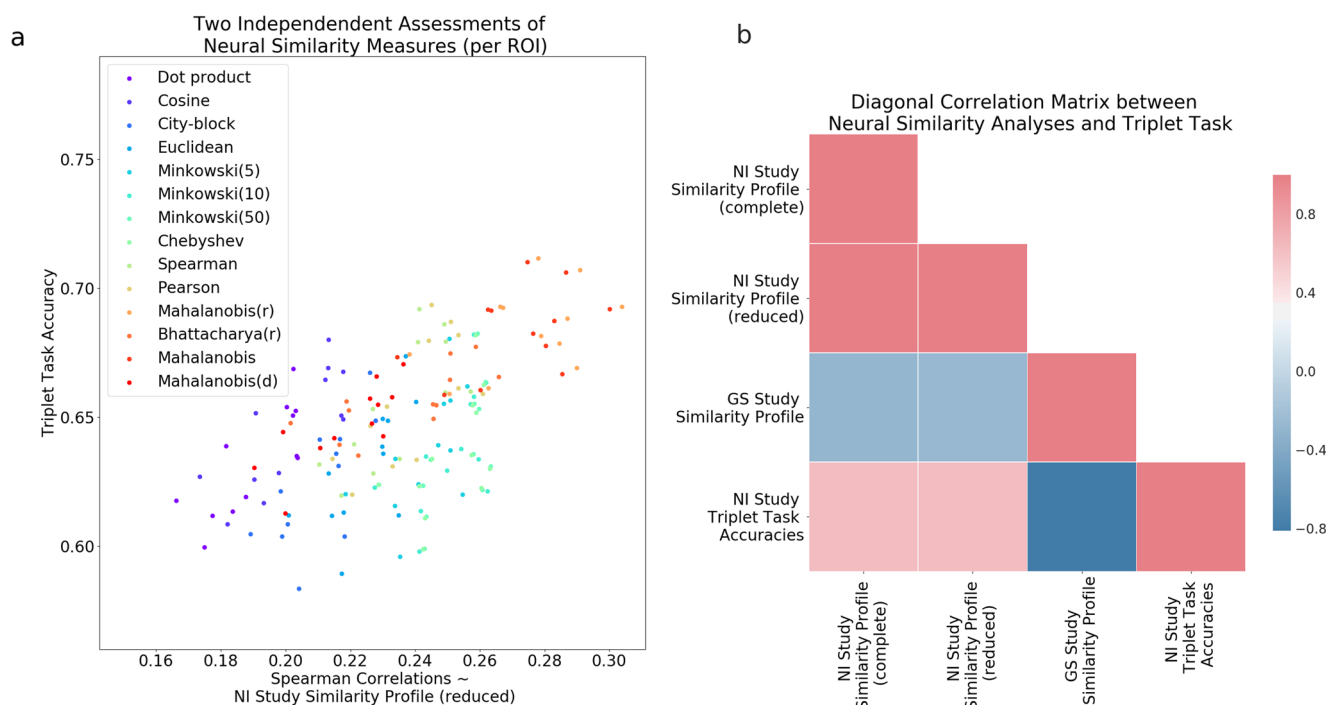 a
Two Independendent Assessments of
Neural Similarity Measures (per ROI)
Dot product
Cosine
City-block
Euclidean
Minkowski(5)
Minkowski(10)
Minkowski(50)
Chebyshev
Spearman
Pearson
Mahalanobis(r)
Bhattacharya(r)
Mahalanobis
Mahalanobis(d)
Triplet Task Accuracy
0.75
0.70
0.65
0.60
0.16 0.18 0.20 0.22 0.24 0.26 0.28 0.30
Spearman Correlations ~
NI Study Similarity Profile (reduced)
b
Diagonal Correlation Matrix between
Neural Similarity Analyses and Triplet Task
NI Study
Similarity Profile
(complete)
NI Study
Similarity Profile
(reduced)
GS Study
Similarity Profile
NI Study
Triplet Task
Accuracies
NI Study
Similarity Profile
(complete)
NI Study
Similarity Profile
(reduced)
GS Study
Similarity Profile
NI Study
Triplet Task
Accuracies
0.8
0.4
0.0
−0.4
−0.8